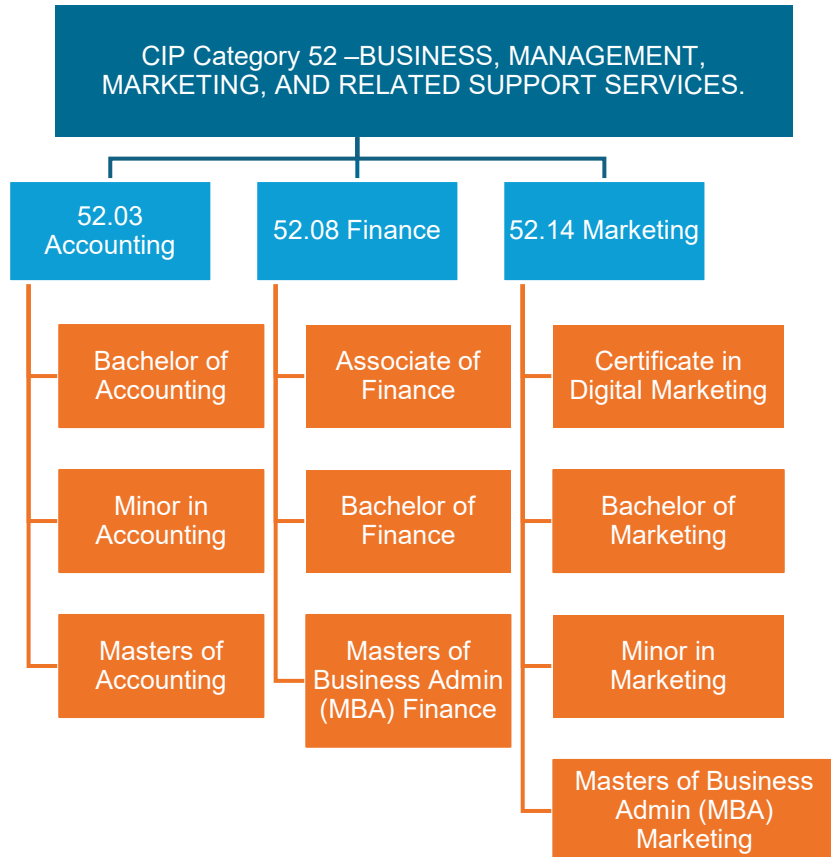 CIP Category 52 –BUSINESS, MANAGEMENT,
MARKETING, AND RELATED SUPPORT SERVICES.
52.03
Accounting
52.08 Finance
52.14 Marketing
Bachelor of
Accounting
Associate of
Finance
Certificate in
Digital Marketing
Minor in
Accounting
Bachelor of
Finance
Bachelor of
Marketing
Masters of
Accounting
Masters of
Business Admin
(MBA) Finance
Minor in
Marketing
Masters of Business
Admin (MBA)
Marketing